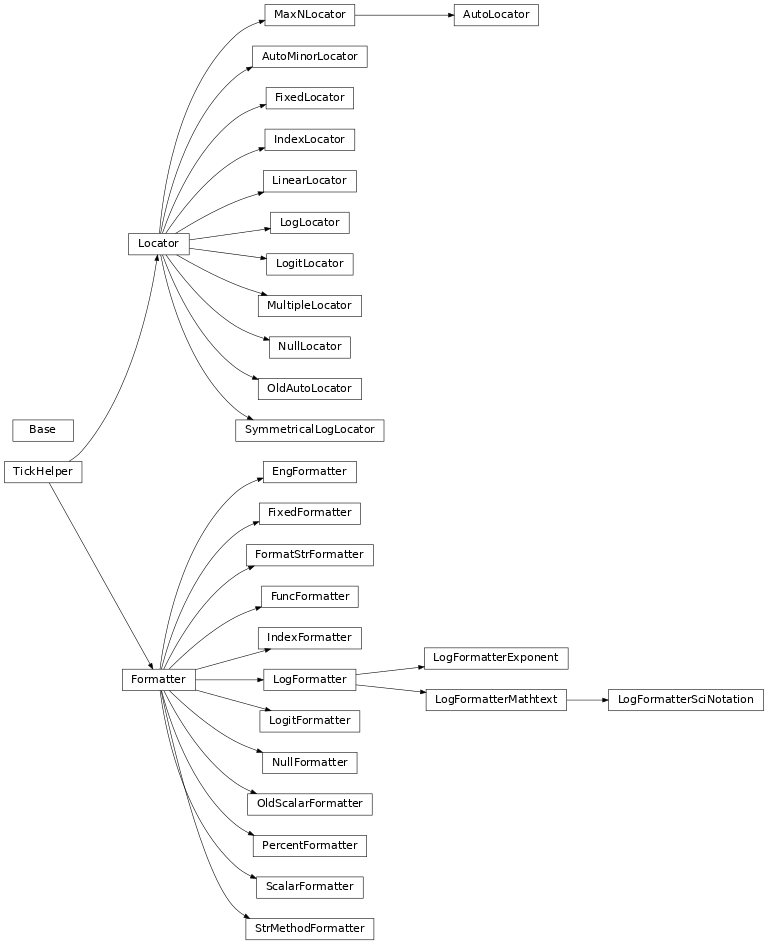 MaxNLocator
AutoLocator
AutoMinorLocator
FixedLocator
IndexLocator
LinearLocator
LogLocator
Locator
LogitLocator
MultipleLocator
NullLocator
OldAutoLocator
Base
SymmetricalLogLocator
TickHelper
EngFormatter
FixedFormatter
FormatStrFormatter
FuncFormatter
IndexFormatter
LogFormatterExponent
Formatter
LogFormatter
LogFormatterMathtext
LogFormatterSciNotation
LogitFormatter
NullFormatter
OldScalarFormatter
PercentFormatter
ScalarFormatter
StrMethodFormatter